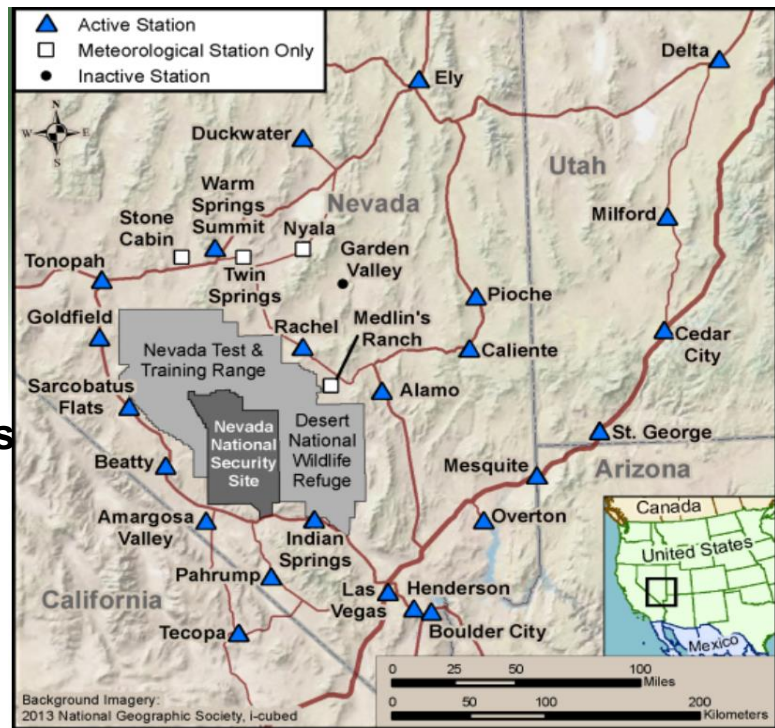 Active Station
Meteorological Station Only
Inactive Station
N
W
E
S
Delta
Ely
Duckwater
Utah
Warm
Springs
Summit
Nevada
Milford
Stone
Cabin
Nyala
Garden
Valley
Tonopah
Twin
Springs
Pioche
Goldfield
Rachel
Medlin's
Ranch
Cedar
City
Nevada Test &
Training Range
Caliente
Sarcobatus
Flats
Alamo
s
Nevada
National
Security
Site
Desert
National
Wildlife
Refuge
St. George
Beatty
Mesquite
Arizona
Amargosa
Valley
Indian
Springs
Overton
Canada
United States
Mexico
Pahrump
Las
Vegas
Henderson
California
Boulder City
Tecopa
0 25 50 100
Miles
0 50 100 200
Kilometers
Background Imagery:
2013 National Geographic Society, i-cubed